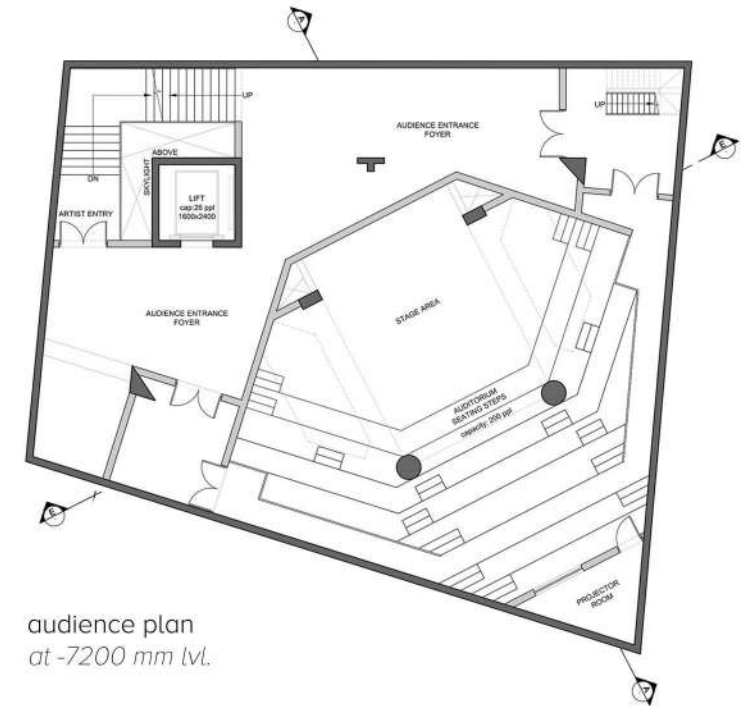 A
UP
AUDIENCE ENTRANCE
FOYER
UP
E
ABOVE
SKYLIGHT
DN
LIFT
cap:26 ppl
1600x2400
ARTIST ENTRY
STAGE AREA
AUDIENCE ENTRANCE
FOYER
AUDITORIUM
SEATING STEPS
capacity: 200 ppl
E
PROJECTOR
ROOM
audience plan
at -7200 mm lvl.
A